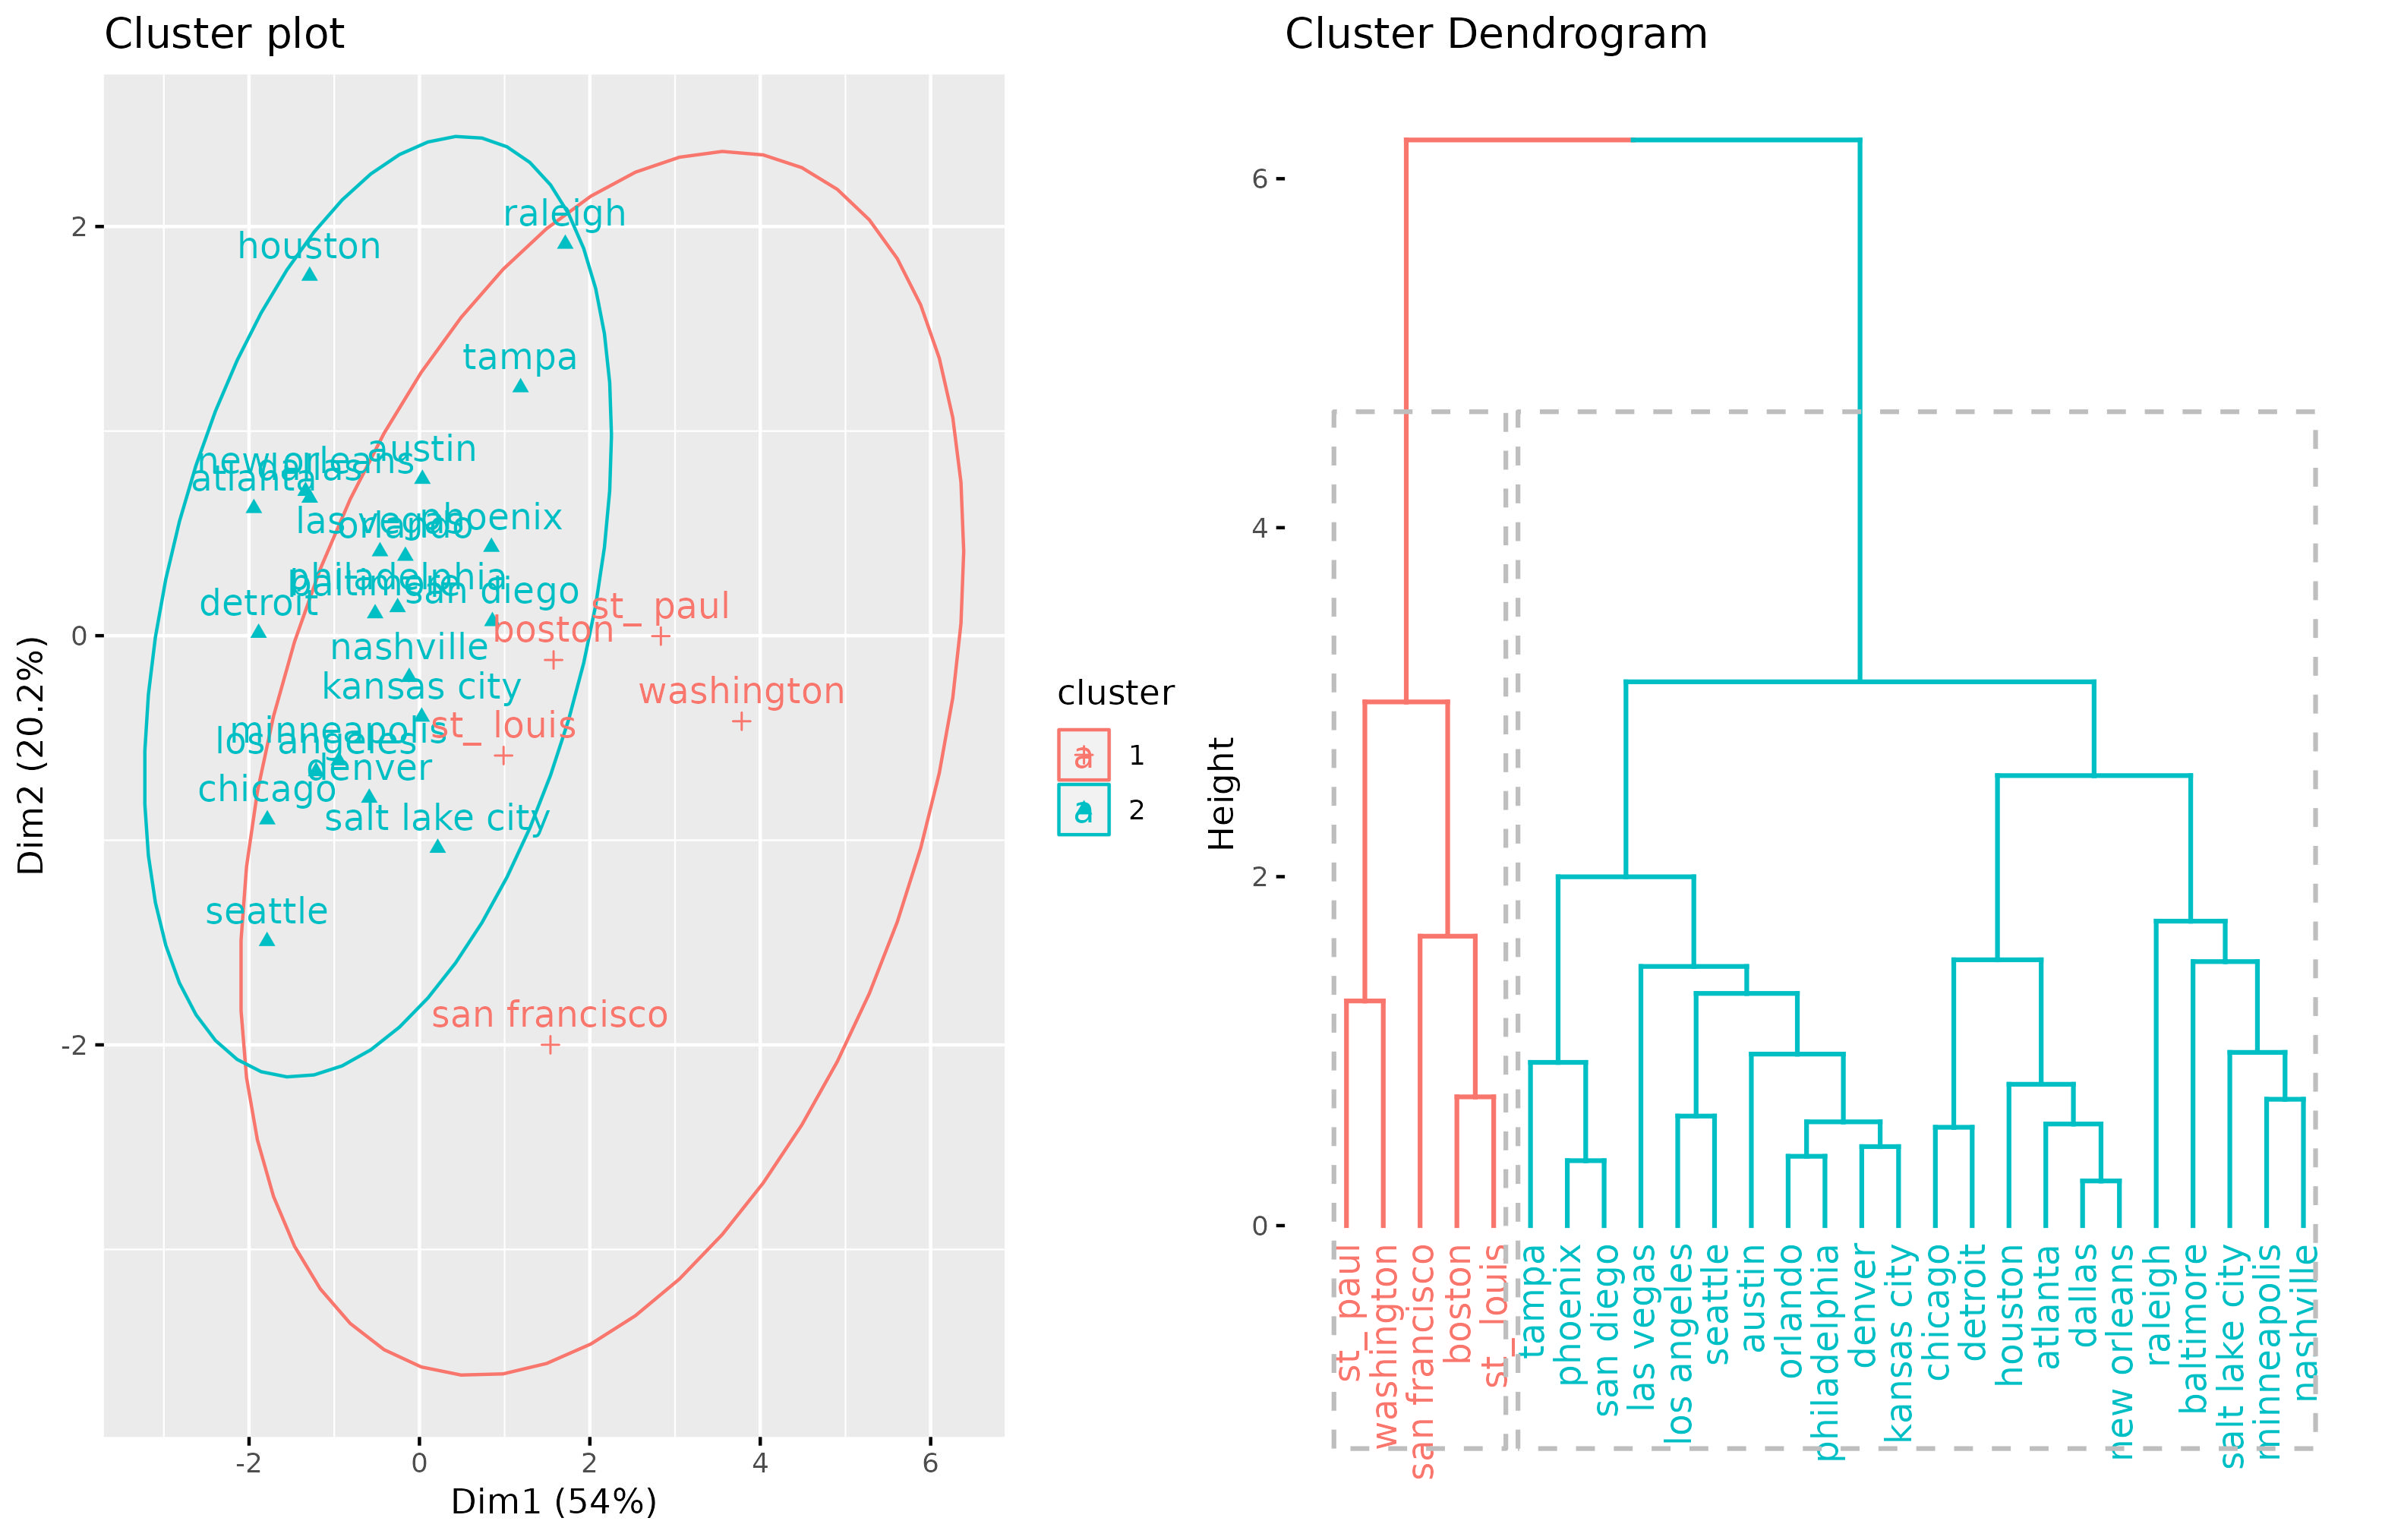 Cluster plot
raleigh
houston
tampa
austin
new orleans
dallas
atlanta
las vegas
orlando
phoenix
philadelphia
baltimore
san diego
detroit
st_ paul
boston
nashville
kansas city
washington
st_ louis
minneapolis
los angeles
denver
chicago
salt lake city
seattle
san francisco
2
0
-2
Dim2 (20.2%)
-2
0
2
4
6
Dim1 (54%)
cluster
a 1
a 2
Cluster Dendrogram
6
4
2
0
Height
st_ paul
washington
san francisco
boston
st_ louis
tampa
phoenix
san diego
las vegas
los angeles
seattle
austin
orlando
philadelphia
denver
kansas city
chicago
detroit
houston
atlanta
dallas
new orleans
raleigh
baltimore
salt lake city
minneapolis
nashville